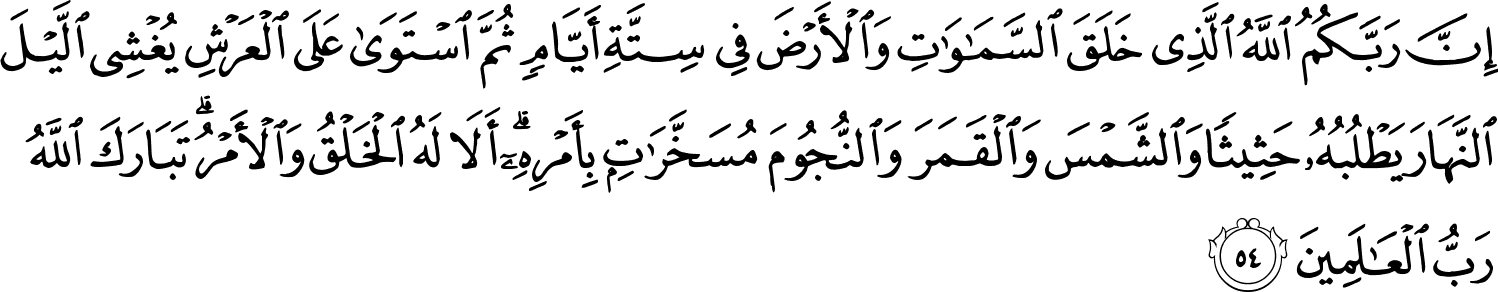 إِنَّ رَبَّكُمُ ٱللَّهُ ٱلَّذِى خَلَقَ ٱلسَّمَـٰوَٰتِ وَٱلْأَرْضَ فِى سِتَّةِ أَيَّامٍ ثُمَّ ٱسْتَوَىٰ عَلَى ٱلْعَرْشِ يُغْشِى ٱلَّيْلَ
ٱلنَّهَارَ يَطْلُبُهُۥ حَثِيثًا وَٱلشَّمْسَ وَٱلْقَمَرَ وَٱلنُّجُومَ مُسَخَّرَٰتٍۭ بِأَمْرِهِۦٓ ۗ أَلَا لَهُ ٱلْخَلْقُ وَٱلْأَمْرُ ۗ تَبَارَكَ ٱللَّهُ
رَبُّ ٱلْعَـٰلَمِينَ ٥٤